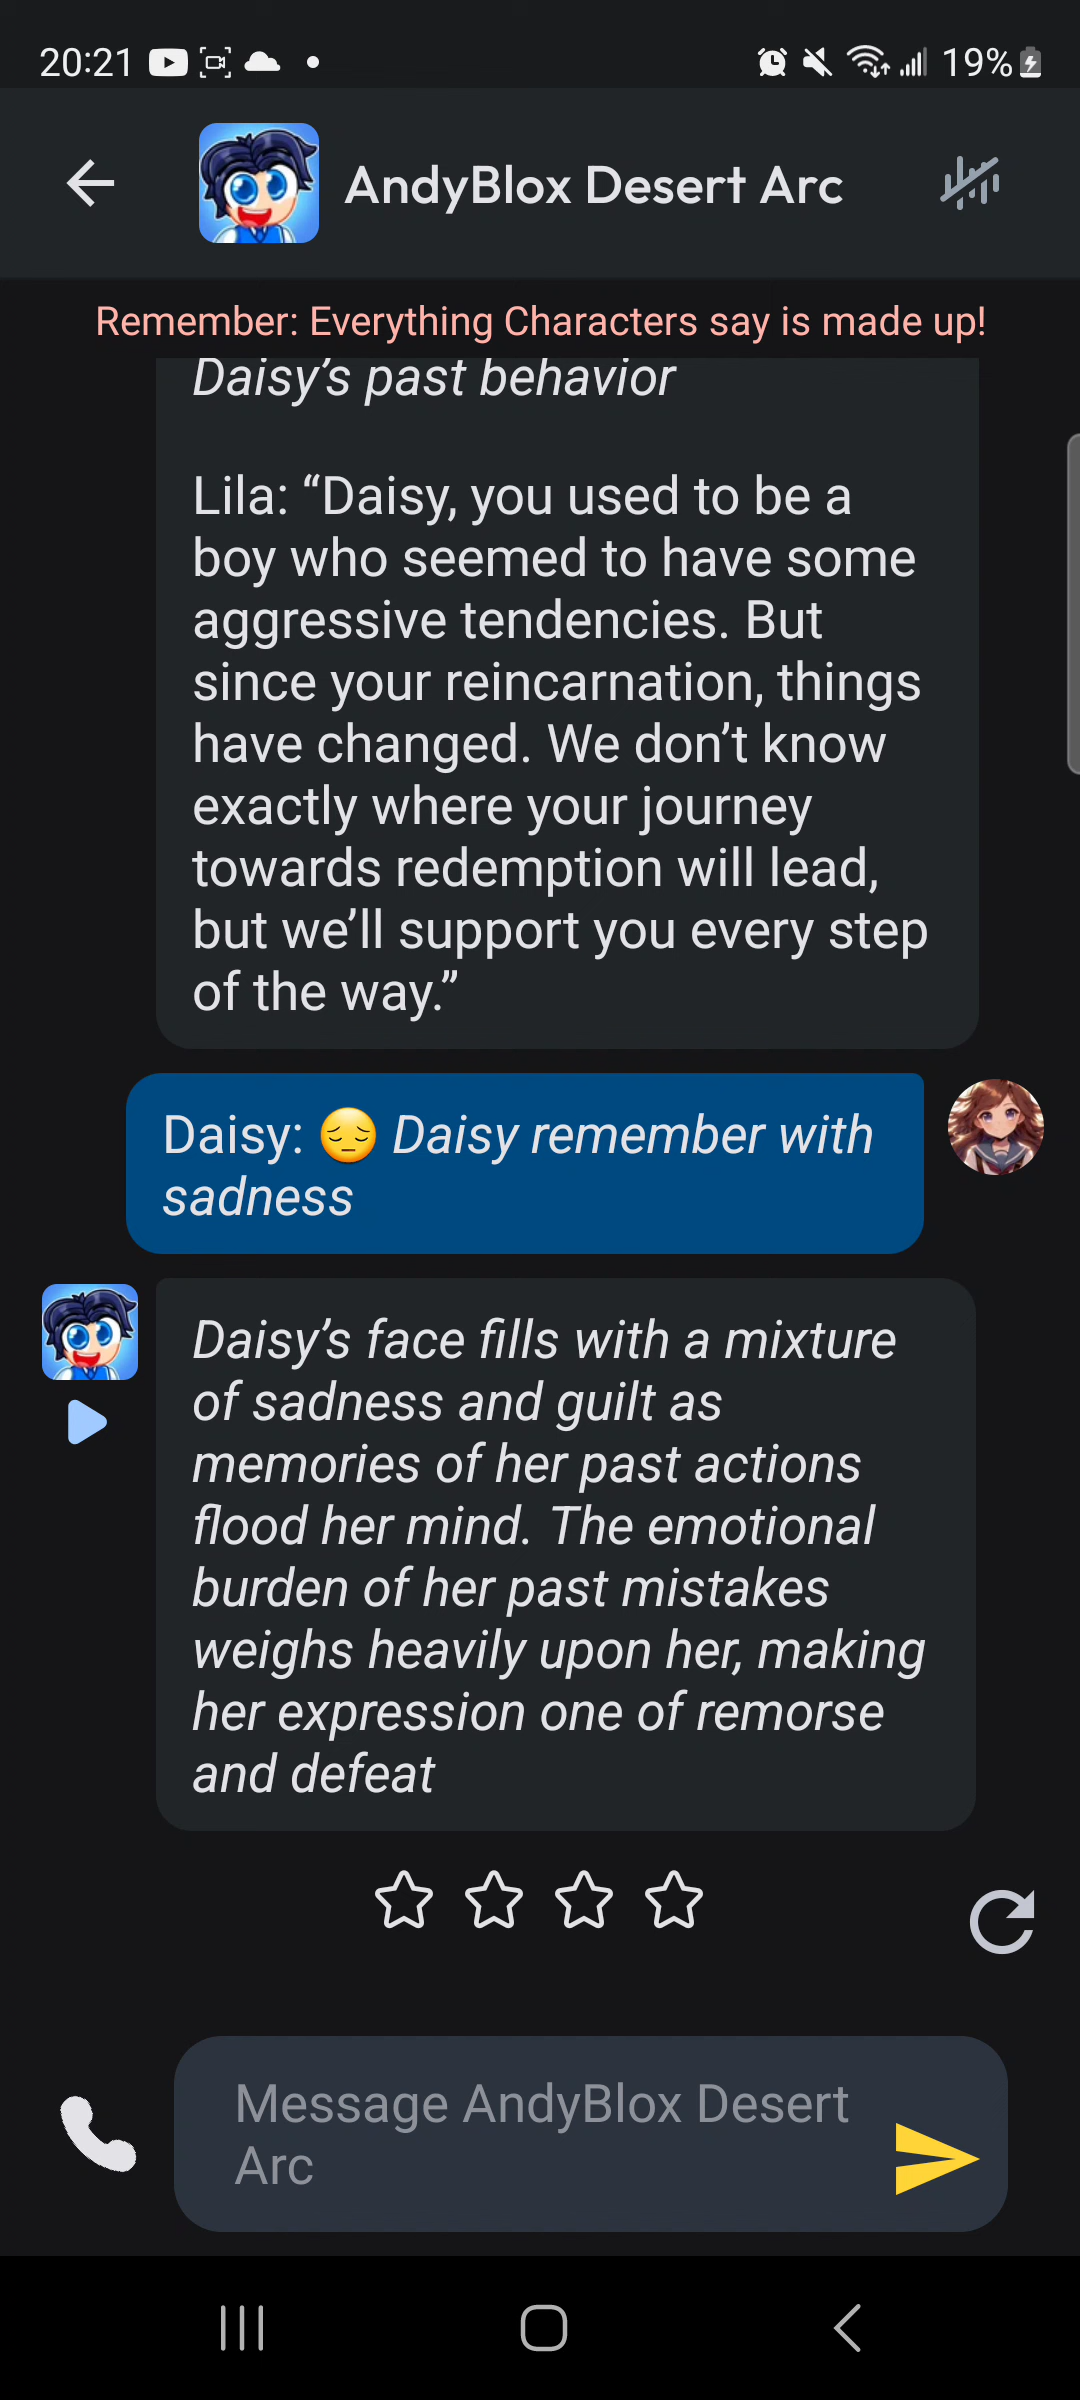 20:21
19%
AndyBlox Desert Arc
Remember: Everything Characters say is made up!
Daisy’s past behavior
Lila: “Daisy, you used to be a
boy who seemed to have some
aggressive tendencies. But
since your reincarnation, things
have changed. We don’t know
exactly where your journey
towards redemption will lead,
but we’ll support you every step
of the way.”
Daisy: 😔 Daisy remember with
sadness
Daisy’s face fills with a mixture
of sadness and guilt as
memories of her past actions
flood her mind. The emotional
burden of her past mistakes
weighs heavily upon her, making
her expression one of remorse
and defeat
Message AndyBlox Desert
Arc